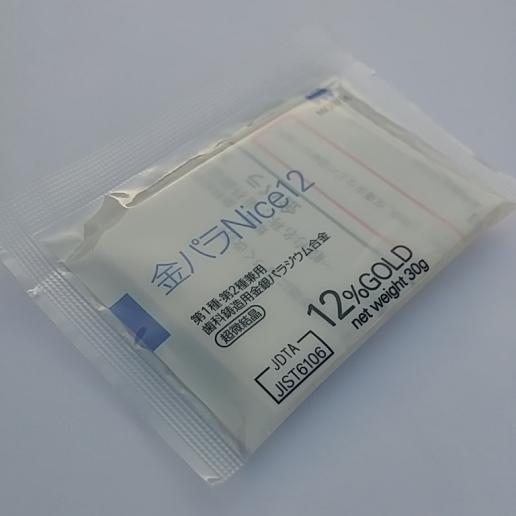 金パラNice12
第1種・第2種兼用
歯科鋳造用金銀パラジウム合金
超微結晶
12%GOLD
net weight 30g
JDTA
JIST6106